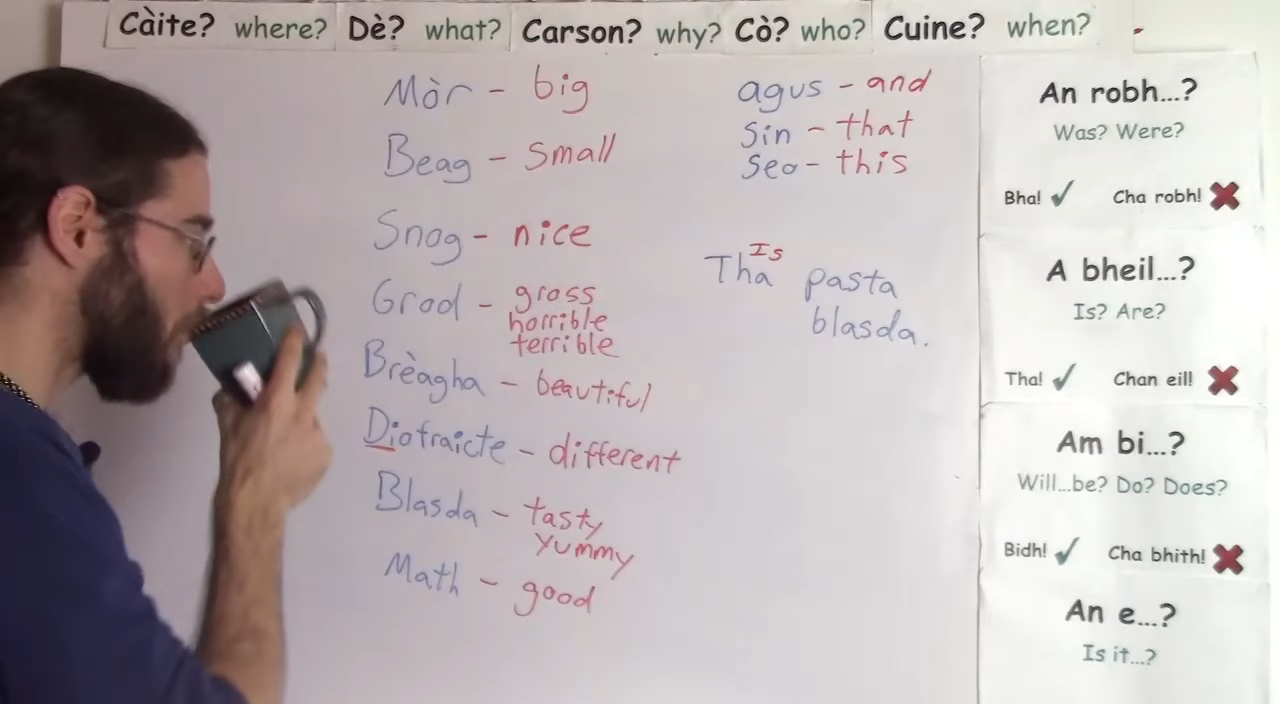 Càite? where? Dè? what? Carson? why? Cò? who? Cuine? when?
Mòr - big
Beag - small
Snog - nice
Grod - gross
horrible
terrible
Brèagha - beautiful
Diofraicte - different
Blasda - tasty
yummy
Math - good
agus - and
Sin - that
Seo - this
Is
Tha pasta
blasda.
An robh...?
Was? Were?
Bha! Cha robh!
A bheil...?
Is? Are?
Tha! Chan eil!
Am bi...?
Will...be? Do? Does?
Bidh! Cha bhith!
An e...?
Is it...?